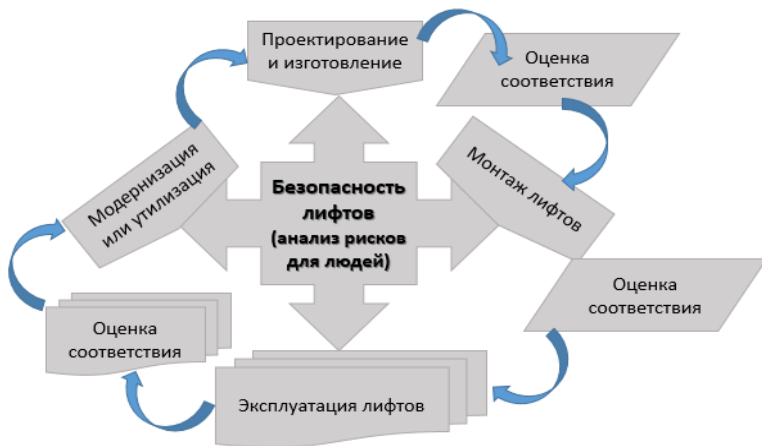 Проектирование
и изготовление
Оценка
соответствия
Монтаж лифтов
Оценка
соответствия
Эксплуатация лифтов
Оценка
соответствия
Модернизация
или утилизация
Безопасность
лифтов
(анализ рисков
для людей)